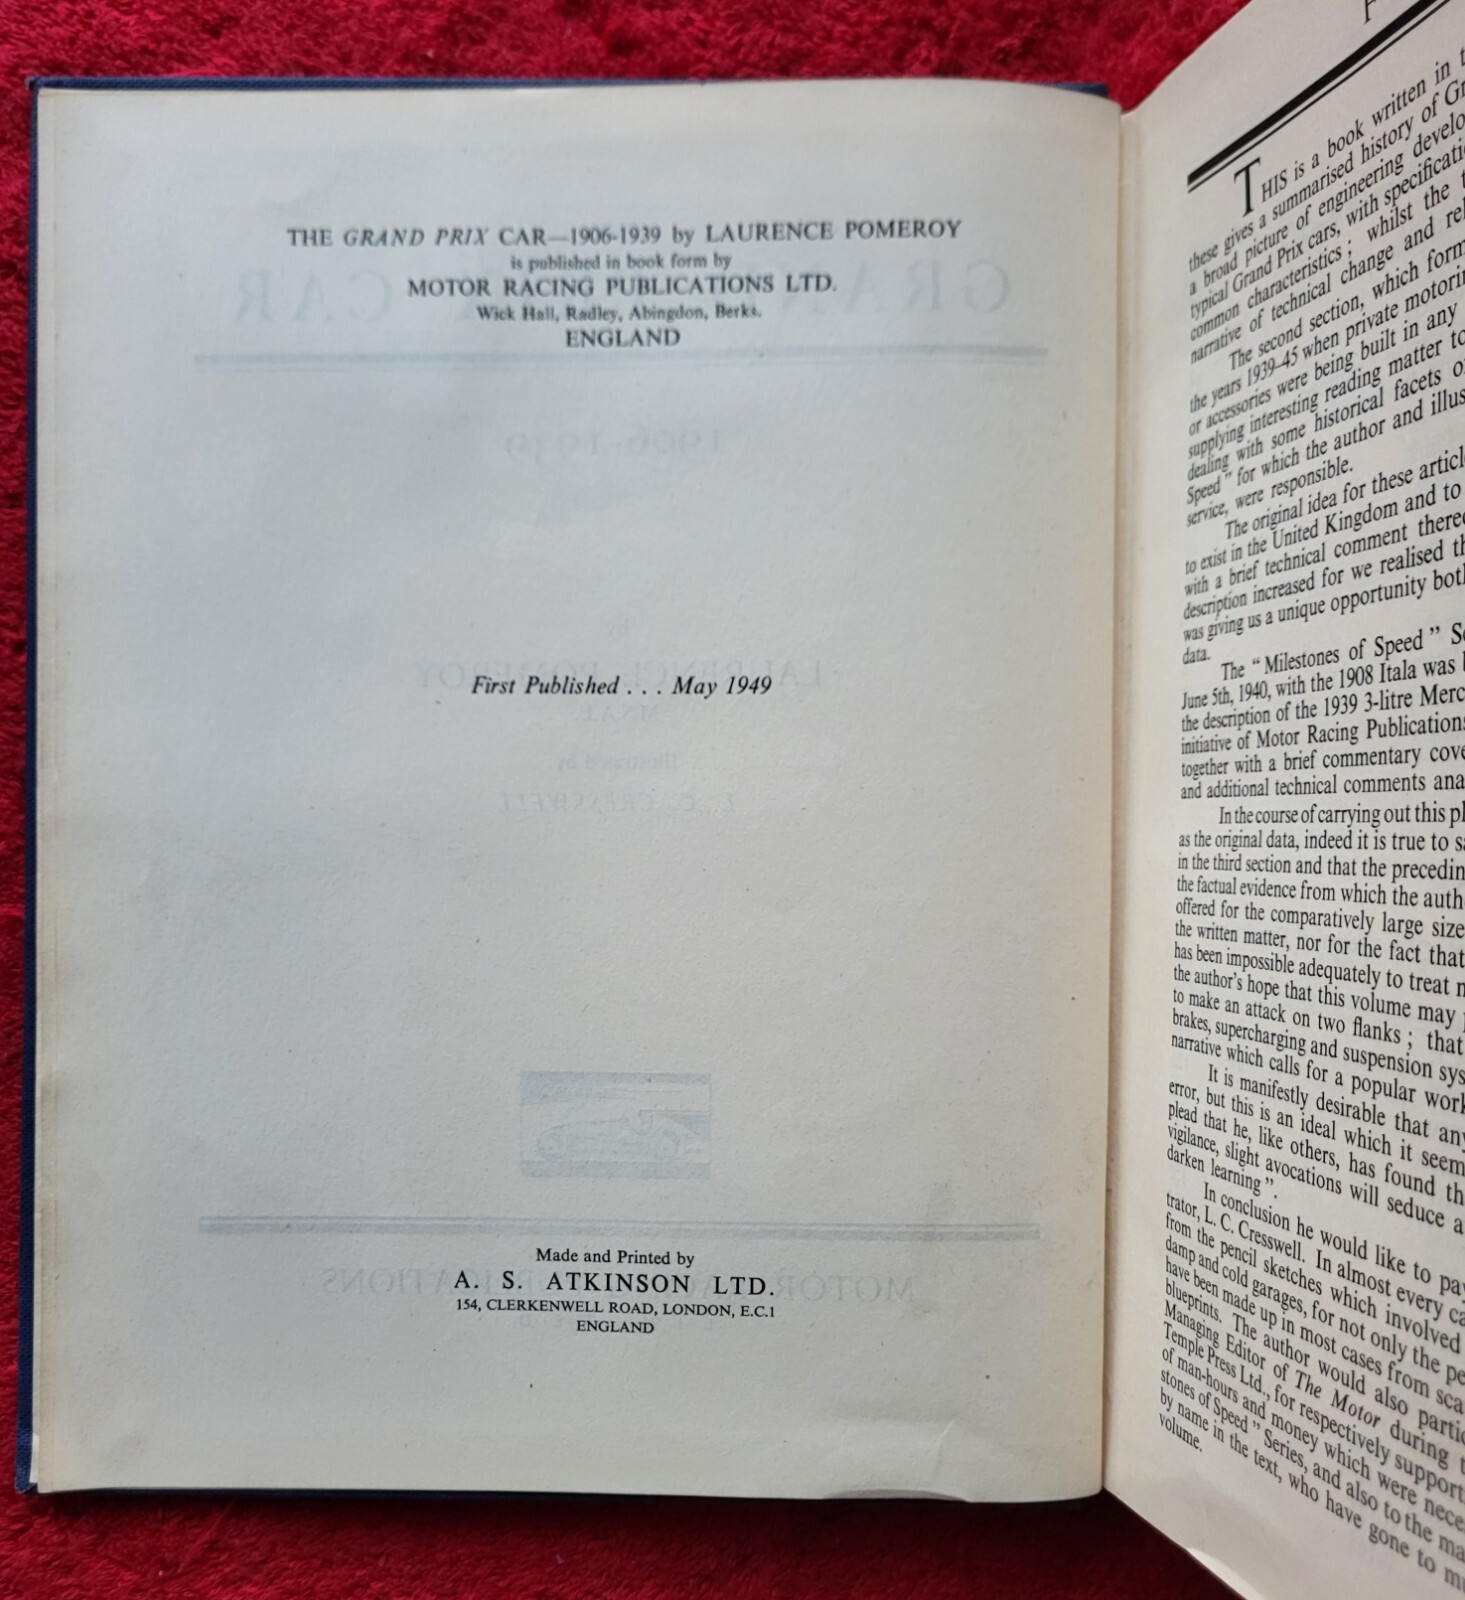 THE GRAND PRIX CAR—1906-1939 by LAURENCE POMEROY
is published in book form by
MOTOR RACING PUBLICATIONS LTD.
Wick Hall, Radley, Abingdon, Berks.
ENGLAND
First Published . . . May 1949
Made and Printed by
A. S. ATKINSON LTD.
154, CLERKENWELL ROAD, LONDON, E.C.1
ENGLAND
THIS is a book written in
these gives a summarised history of
a broad picture of engineering
typical Grand Prix cars, with
common characteristics ; whilst the
narrative of technical change and
The second section, which
the years 1939-45 when private
or accessories were being built in any
supplying interesting reading matter
dealing with some historical facets
Speed" for which the author and
service, were responsible.
The original idea for these
to exist in the United Kingdom and to
with a brief technical comment
description increased for we realised
was giving us a unique opportunity
data.
The "Milestones of Speed"
June 5th, 1940, with the 1908 Itala was
the description of the 1939 3-litre
initiative of Motor Racing
together with a brief commentary
and additional technical comments
In the course of carrying out this
as the original data, indeed it is true to
in the third section and that the
the factual evidence from which the
offered for the comparatively large
the written matter, nor for the fact that
has been impossible adequately to treat
the author's hope that this volume may
to make an attack on two flanks ; that
brakes, supercharging and suspension
narrative which calls for a popular
It is manifestly desirable that
error, but this is an ideal which it
plead that he, like others, has found
vigilance, slight avocations will seduce
darken learning".
In conclusion he would like to
trator, L. C. Cresswell. In almost every
from the pencil sketches which involved
damp and cold garages, for not only the
have been made up in most cases from
blueprints. The author would also
Managing Editor of The Motor during
Temple Press Ltd., for respectively
of man-hours and money which were
stones of Speed" Series, and also to the
by name in the text, who have gone to
volume.